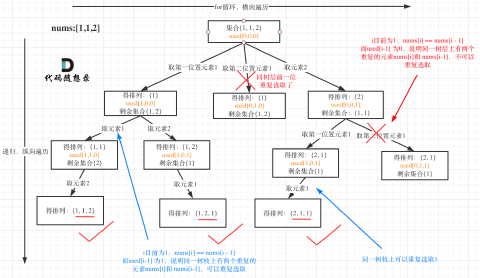 for循环、横向遍历
nums:[1,1,2]
代码随想录
集合{1,1,2}
used[0,0,0]
取第一位置元素1
取第二位置元素1
取元素2
同树层前一位
重复读取了
i目前为1,nums[i] == nums[i - 1]
而used[i-1] 为0,说明同一树层上有两个
重复的元素nums[i]和 nums[i-1],不可以
重复选取
得排列:{1}
used[1,0,0]
剩余集合{1,2}
得排列:{1}
used[0,1,0]
剩余集合{1,2}
得排列:{2}
used[0,0,1]
剩余集合:{1,1}
递归,纵向遍历
取元素1
取元素2
取第一位置元素1
取第二位置元素1
得排列:{1,1}
used[1,1,0]
剩余集合{2}
得排列:{1,2}
used[1,0,1]
剩余集合{1}
得排列:{2,1}
used[1,0,1]
剩余集合{1}
得排列:{2,1}
used[0,1,1]
剩余集合{1}
取元素2
取元素1
取元素1
得排列:{1,1,2}
得排列:{1,2,1}
得排列:{2,1,1}
i目前为1,nums[i] == nums[i - 1]
而used[i-1] 为1,说明同一树枝上有两个重复的
元素nums[i]和 nums[i-1],可以重复选取
同一树枝上可以重复选取1